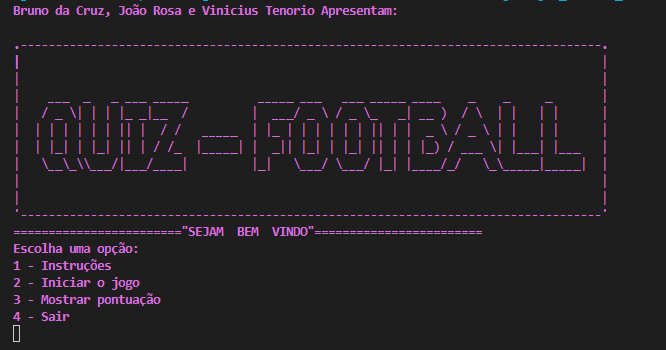 Bruno da Cruz, João Rosa e Vinicius Tenorio Apresentam:
QUIZ - FOOTBALL
========================"SEJAM  BEM  VINDO"========================
Escolha uma opção:
1 - Instruções
2 - Iniciar o jogo
3 - Mostrar pontuação
4 - Sair